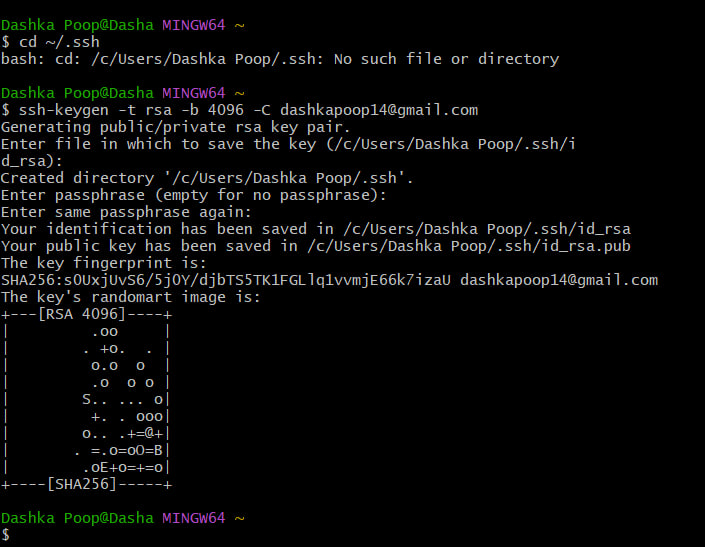 Dashka Poop@Dasha MINGW64 ~
$ cd ~/.ssh
bash: cd: /c/Users/Dashka Poop/.ssh: No such file or directory

Dashka Poop@Dasha MINGW64 ~
$ ssh-keygen -t rsa -b 4096 -C dashkapoop14@gmail.com
Generating public/private rsa key pair.
Enter file in which to save the key (/c/Users/Dashka Poop/.ssh/i
d_rsa):
Created directory '/c/Users/Dashka Poop/.ssh'.
Enter passphrase (empty for no passphrase):
Enter same passphrase again:
Your identification has been saved in /c/Users/Dashka Poop/.ssh/id_rsa
Your public key has been saved in /c/Users/Dashka Poop/.ssh/id_rsa.pub
The key fingerprint is:
SHA256:sOUxjUvS6/5jOY/djbTS5TK1FGLlq1vvmjE66k7izaU dashkapoop14@gmail.com
The key's randomart image is:
+---[RSA 4096]----+
|         .oo     |
|        . +o.  . |
|         o.o  o  |
|         .o  o o |
|        S.. ... o|
|         +. . ooo|
|        o.. .+=@+|
|       . =.o=oO=B|
|        .oE+o=+=o|
+----[SHA256]-----+

Dashka Poop@Dasha MINGW64 ~
$